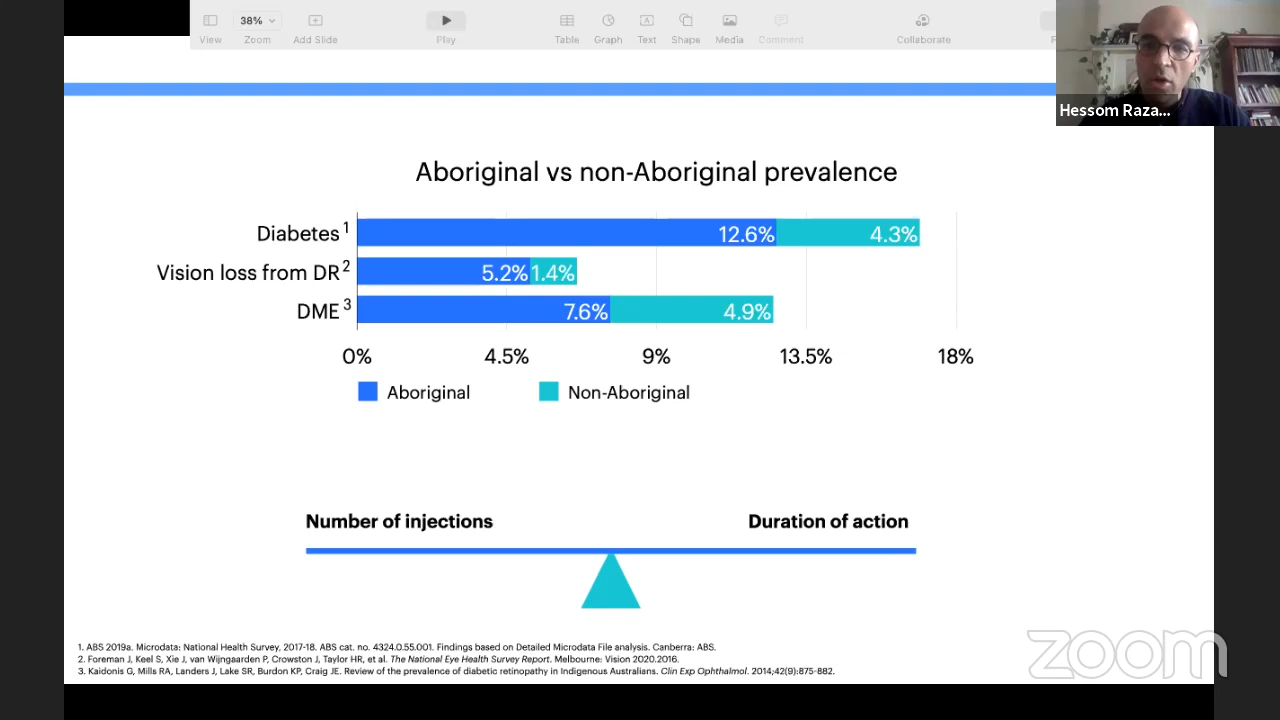 38%
View
Zoom
Add Slide
Play
Table
Graph
Text
Shape
Media
Comment
Collaborate
Hessom Raza...
Aboriginal vs non-Aboriginal prevalence
Diabetes 1
12.6%
4.3%
Vision loss from DR 2
5.2%
1.4%
DME 3
7.6%
4.9%
0%
4.5%
9%
13.5%
18%
Aboriginal
Non-Aboriginal
Number of injections
Duration of action
1. ABS 2019a. Microdata: National Health Survey, 2017-18. ABS cat. no. 4324.0.55.001. Findings based on Detailed Microdata File analysis. Canberra: ABS.
2. Foreman J, Keel S, Xie J, van Wijngaarden P, Crowston J, Taylor HR, et al. The National Eye Health Survey Report. Melbourne: Vision 2020.2016.
3. Kaidonis G, Mills RA, Landers J, Lake SR, Burdon KP, Craig JE. Review of the prevalence of diabetic retinopathy in Indigenous Australians. Clin Exp Ophthalmol. 2014;42(9):875-882.
zoom